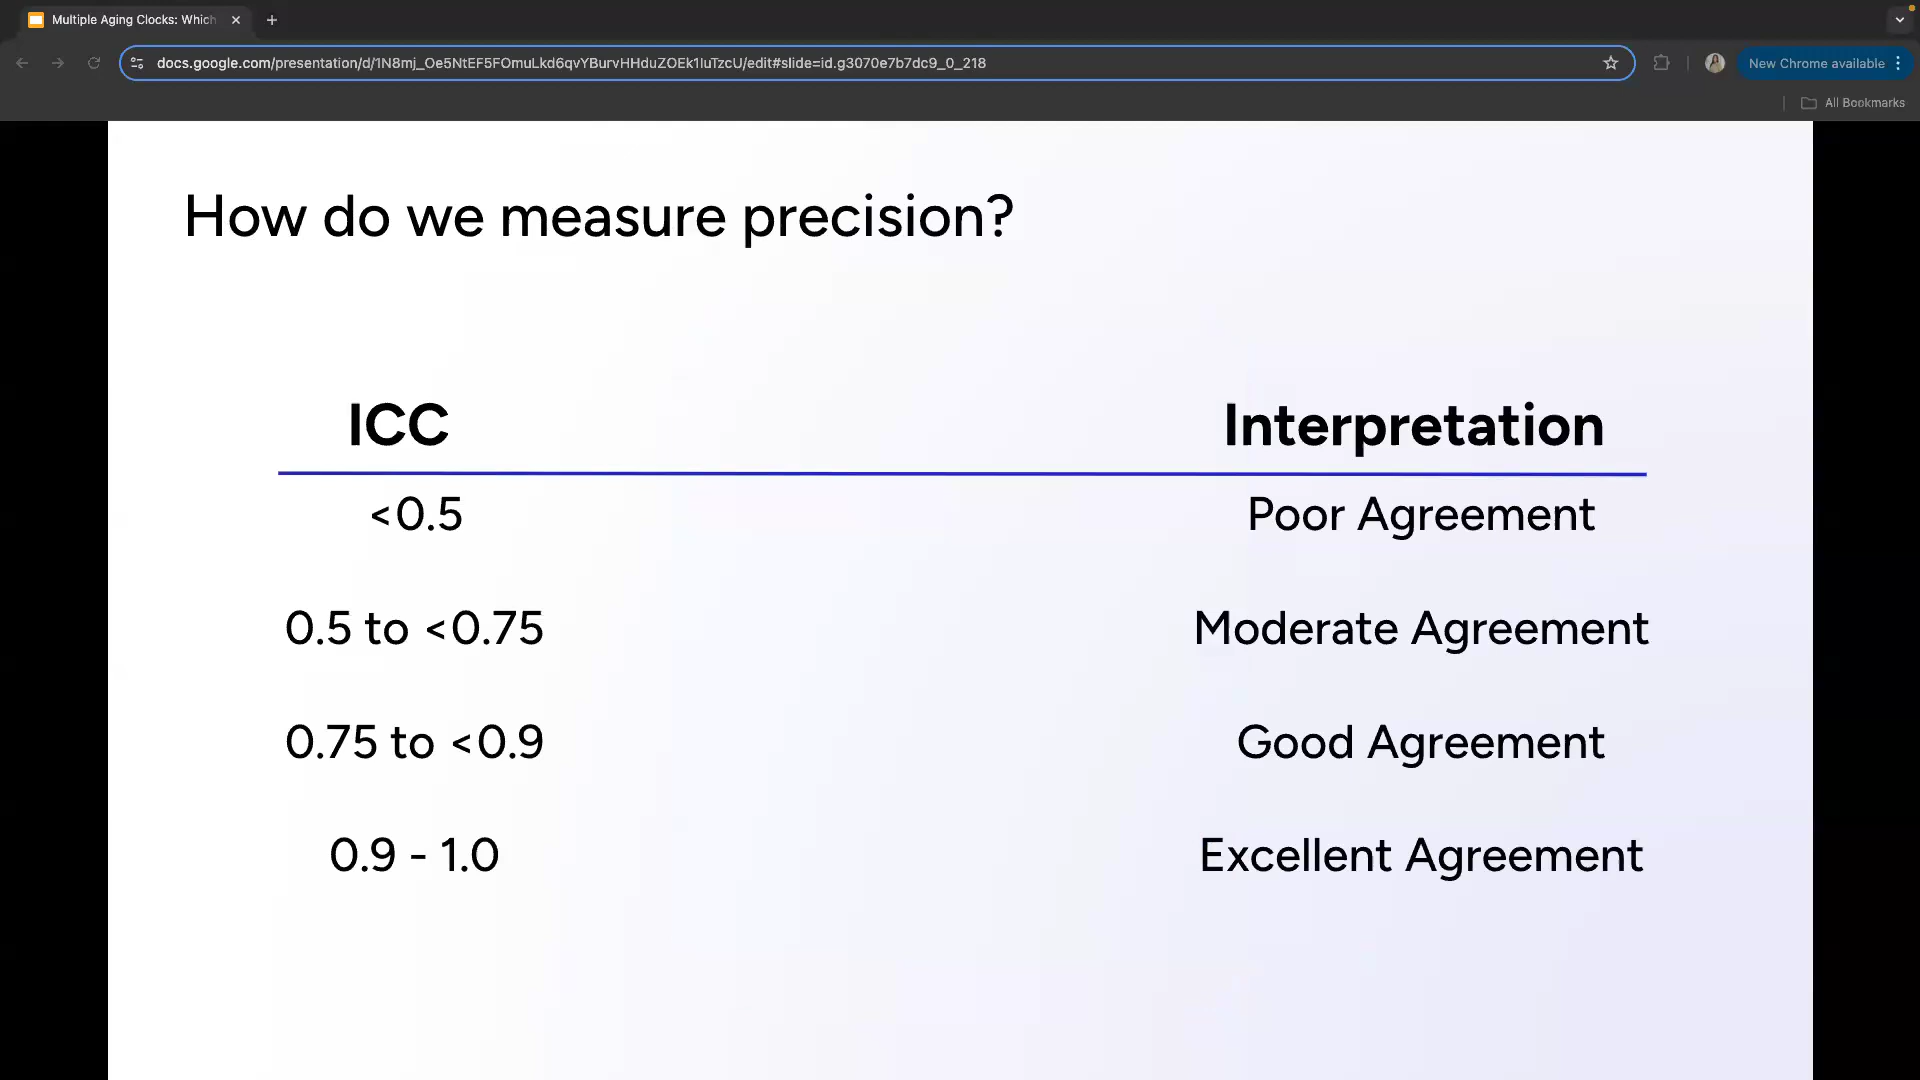 Multiple Aging Clocks: Which
docs.google.com/presentation/d/1N8mj_Oe5NtEF5FOmuLkd6qvYBurvHHduZOEk1IuTzcU/edit#slide=id.g3070e7b7dc9_0_218
New Chrome available
All Bookmarks
How do we measure precision?
ICC Interpretation
<0.5 Poor Agreement
0.5 to <0.75 Moderate Agreement
0.75 to <0.9 Good Agreement
0.9 - 1.0 Excellent Agreement